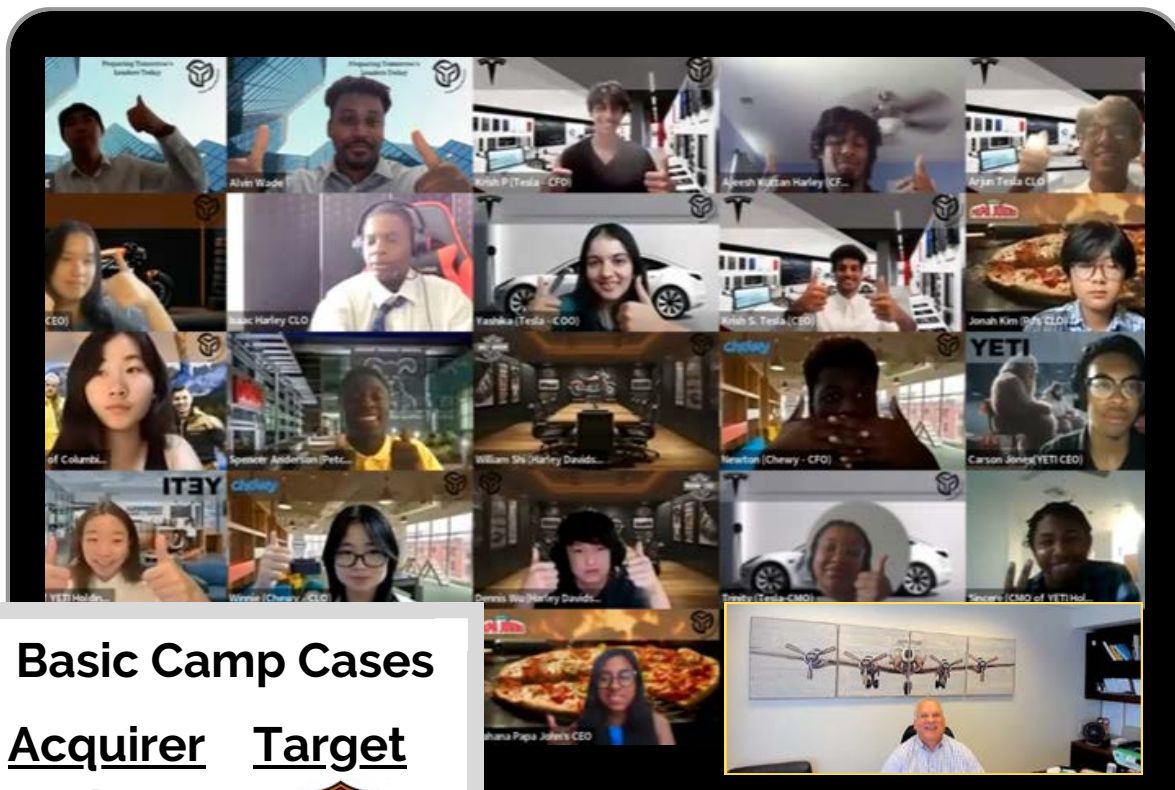 Preparing Tomorrow's
Leaders Today
Preparing Tomorrow's
Leaders Today
Alvin Wade
Krish P (Tesla - CFO)
Ajeesh Kuttan Harley (CF...
Arjun Tesla CLO
CEO)
Isaac Harley CLO
Yashika (Tesla - COO)
Krish S. Tesla (CEO)
PAPA JOHNS
Jonah Kim (PJ's CLO)
of Columbi...
Spencer Anderson (Petc...
William Shi (Harley Davids...
chewy
Newton (Chewy - CFO)
YETI
Carson Jones(YETI CEO)
YETI
YETI Holdin...
chewy
Winnie (Chewy - CLO)
Dennis Wu (Harley Davids...
Trinity (Tesla-CMO)
Sincere (CMO of YETI Hol...
shana Papa John's CEO
Basic Camp Cases
Acquirer Target